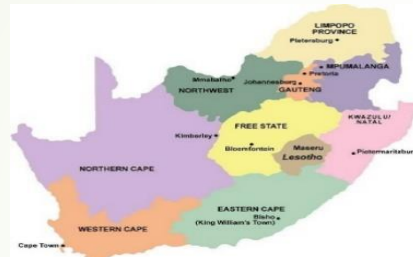 LIMPOPO
PROVINCE
Pietersburg
MPUMALANGA
Mmabatho
Pretoria
Johannesburg
NORTHWEST
GAUTENG
KWAZULU/
NATAL
FREE STATE
Kimberley
Maseru
Bloemfontein
Lesotho
Pietermaritzburg
NORTHERN CAPE
EASTERN CAPE
Bisho
(King William's Town)
WESTERN CAPE
Cape Town